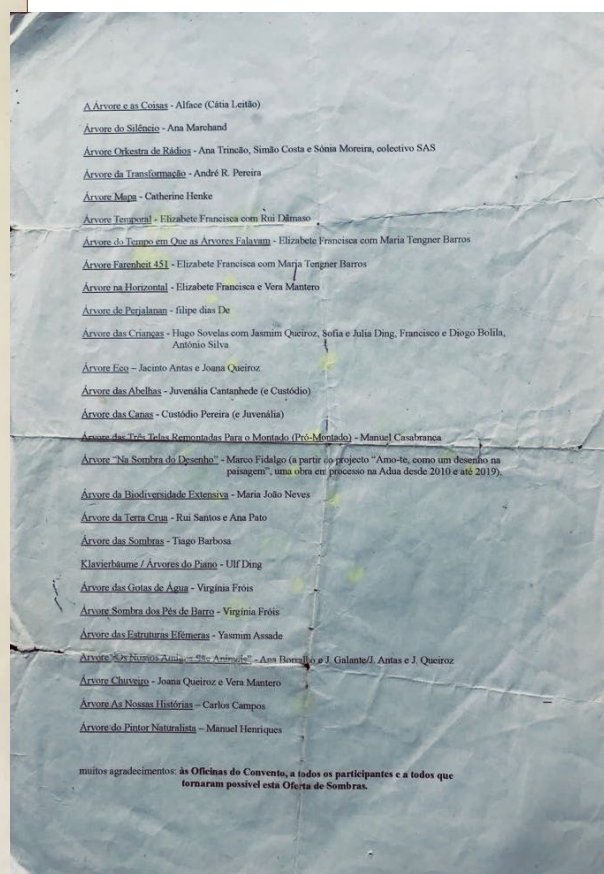 A Árvore e as Coisas - Alface (Cátia Leitão)
Árvore do Silêncio - Ana Marchand
Árvore Orkestra de Rádios - Ana Trincão, Simão Costa e Sónia Moreira, colectivo SAS
Árvore da Transformação - André R. Pereira
Árvore Mapa - Catherine Henke
Árvore Temporal - Elizabete Francisca com Rui Dâmaso
Árvore do Tempo em Que as Árvores Falavam - Elizabete Francisca com Maria Tengner Barros
Árvore Farenheit 451 - Elizabete Francisca com Maria Tengner Barros
Árvore na Horizontal - Elizabete Francisca e Vera Mantero
Árvore de Perjalanan - filipe dias De
Árvore das Crianças - Hugo Sovelas com Jasmim Queiroz, Sofia e Julia Ding, Francisco e Diogo Bolila,
António Silva
Árvore Eco – Jacinto Antas e Joana Queiroz
Árvore das Abelhas - Juvenália Cantanhede (e Custódio)
Árvore das Canas - Custódio Pereira (e Juvenália)
Árvore das Três Telas Remontadas Para o Montado (Pró-Montado) - Manuel Casabranca
Árvore “Na Sombra do Desenho” - Marco Fidalgo (a partir do projecto “Amo-te, como um desenho na
paisagem”, uma obra em processo na Adua desde 2010 e até 2019).
Árvore da Biodiversidade Extensiva - Maria João Neves
Árvore da Terra Crua - Rui Santos e Ana Pato
Árvore das Sombras - Tiago Barbosa
Klavierbäume / Árvores do Piano - Ulf Ding
Árvore das Gotas de Água - Virgínia Fróis
Árvore Sombra dos Pés de Barro - Virgínia Fróis
Árvore das Estruturas Efémeras - Yasmim Assade
Árvore “Os Nossos - Ana e J. Galante/J. Antas e J. Queiroz
Árvore Chuveiro - Joana Queiroz e Vera Mantero
Árvore As Nossas Histórias – Carlos Campos
Árvore do Pintor Naturalista – Manuel Henriques
muitos agradecimentos: às Oficinas do Convento, a todos os participantes e a todos que
tornaram possível esta Oferta de Sombras.